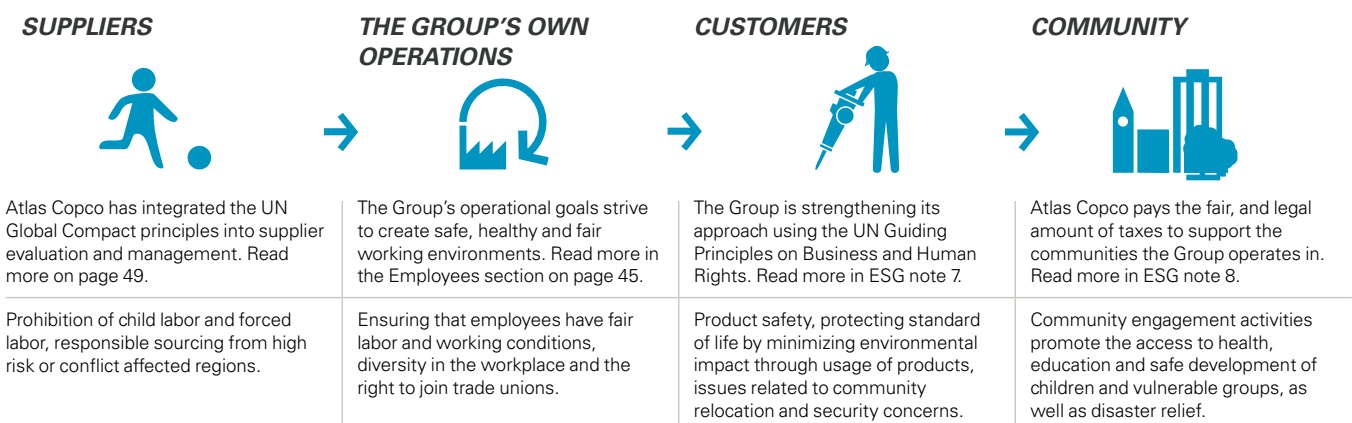 SUPPLIERS
THE GROUP'S OWN
OPERATIONS
CUSTOMERS
COMMUNITY
Atlas Copco has integrated the UN
Global Compact principles into supplier
evaluation and management. Read
more on page 49.
The Group's operational goals strive
to create safe, healthy and fair
working environments. Read more in
the Employees section on page 45.
The Group is strengthening its
approach using the UN Guiding
Principles on Business and Human
Rights. Read more in ESG note 7.
Atlas Copco pays the fair, and legal
amount of taxes to support the
communities the Group operates in.
Read more in ESG note 8.
Prohibition of child labor and forced
labor, responsible sourcing from high
risk or conflict affected regions.
Ensuring that employees have fair
labor and working conditions,
diversity in the workplace and the
right to join trade unions.
Product safety, protecting standard
of life by minimizing environmental
impact through usage of products,
issues related to community
relocation and security concerns.
Community engagement activities
promote the access to health,
education and safe development of
children and vulnerable groups, as
well as disaster relief.